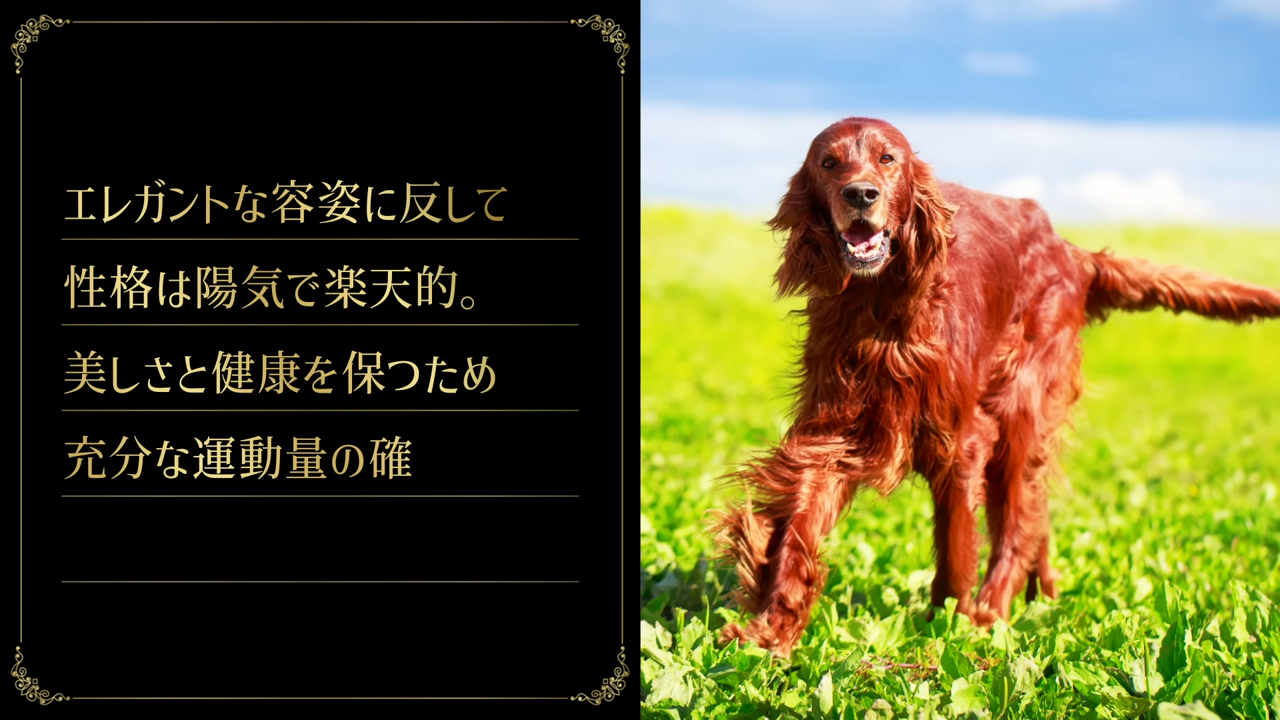 エレガントな容姿に反して
性格は陽気で楽天的。
美しさと健康を保つため
充分な運動量の確